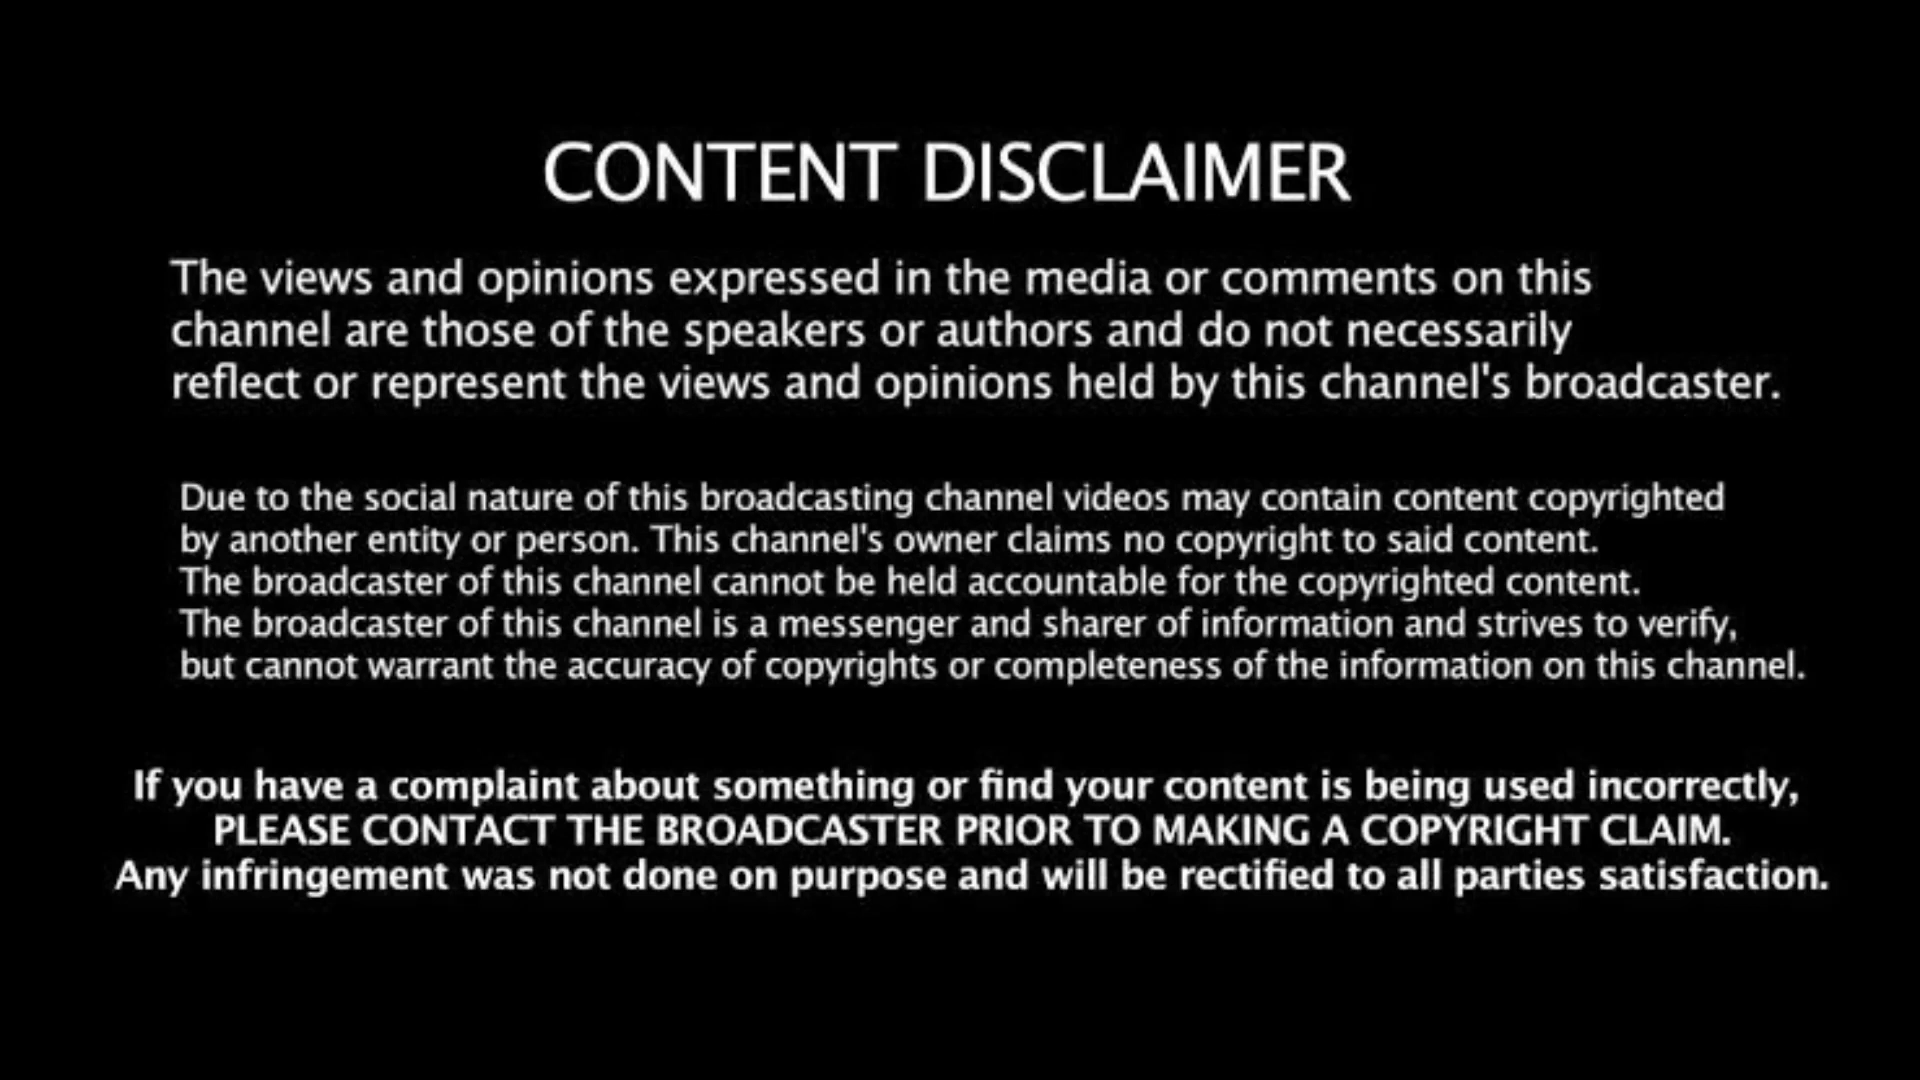 CONTENT DISCLAIMER
The views and opinions expressed in the media or comments on this
channel are those of the speakers or authors and do not necessarily
reflect or represent the views and opinions held by this channel's broadcaster.
Due to the social nature of this broadcasting channel videos may contain content copyrighted
by another entity or person. This channel's owner claims no copyright to said content.
The broadcaster of this channel cannot be held accountable for the copyrighted content.
The broadcaster of this channel is a messenger and sharer of information and strives to verify,
but cannot warrant the accuracy of copyrights or completeness of the information on this channel.
If you have a complaint about something or find your content is being used incorrectly,
PLEASE CONTACT THE BROADCASTER PRIOR TO MAKING A COPYRIGHT CLAIM.
Any infringement was not done on purpose and will be rectified to all parties satisfaction.